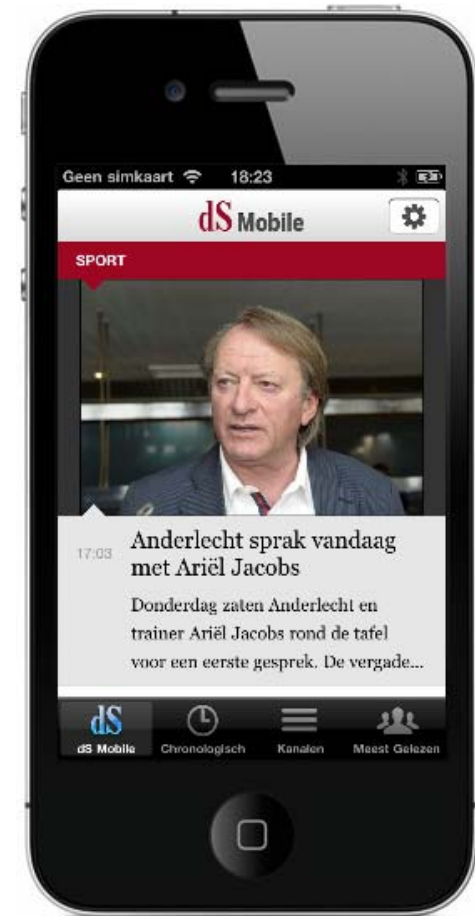 Geen simkaart 18:23
dS Mobile
SPORT
17:03 Anderlecht sprak vandaag
met Ariël Jacobs
Donderdag zaten Anderlecht en
trainer Ariël Jacobs rond de tafel
voor een eerste gesprek. De vergade...
dS
dS Mobile Chronologisch Kanalen Meest Gelezen